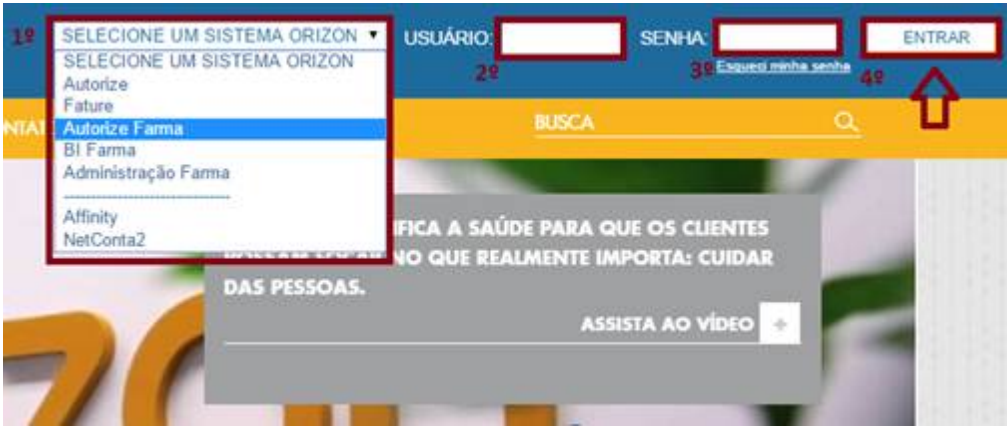 1º SELECIONE UM SISTEMA ORIZON USUÁRIO: SENHA: ENTRAR
2º 3º Esqueci minha senha 4º
SELECIONE UM SISTEMA ORIZON
Autorize
Fature
Autorize Farma
BI Farma
Administração Farma
--------------------------------
Affinity
NetConta2
BUSCA
A SAÚDE PARA QUE OS CLIENTES
NO QUE REALMENTE IMPORTA: CUIDAR
DAS PESSOAS.
ASSISTA AO VÍDEO +